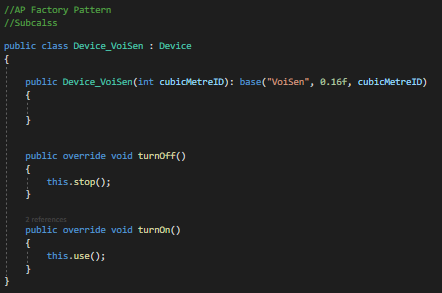 //AP Factory Pattern
//Subcalss
public class Device_VoiSen : Device
{
public Device_VoiSen(int cubicMetreID): base("VoiSen", 0.16f, cubicMetreID)
{
}
public override void turnOff()
{
this.stop();
}
2 references
public override void turnOn()
{
this.use();
}
}